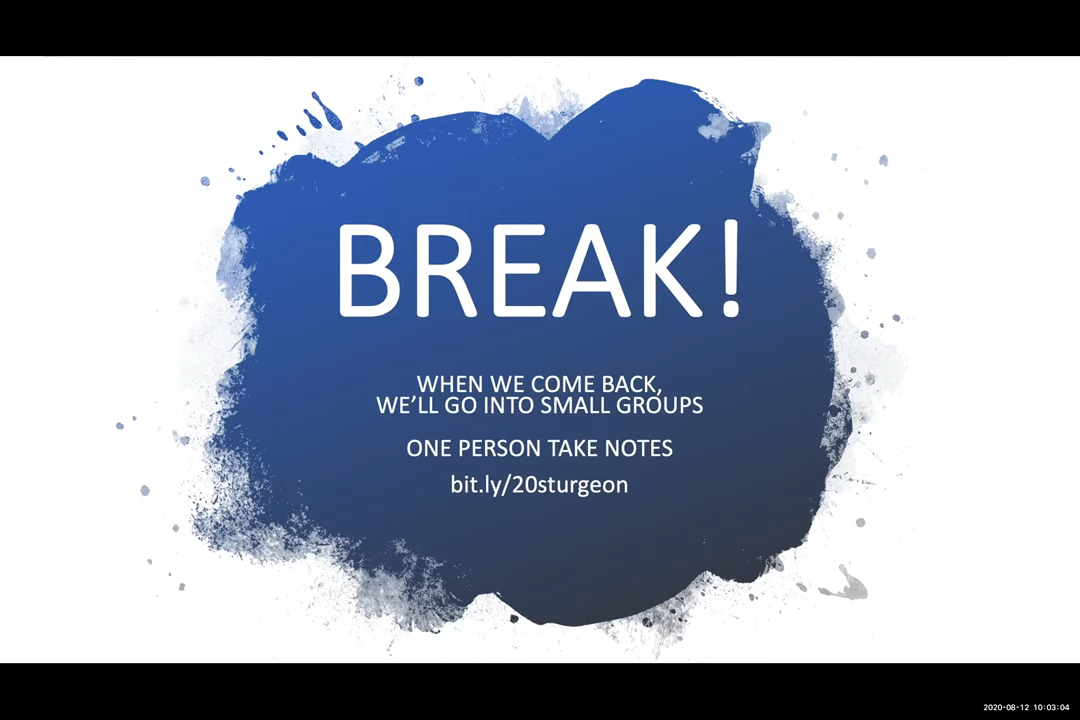 BREAK!
WHEN WE COME BACK,
WE’LL GO INTO SMALL GROUPS
ONE PERSON TAKE NOTES
bit.ly/20sturgeon
2020-08-12 10:03:04